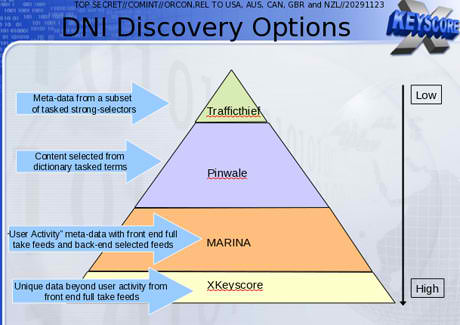 TOP SECRET//COMINT//ORCON,REL TO USA, AUS, CAN, GBR and NZL//20291123
DNI Discovery Options
X
KEYSCORE
Meta-data from a subset
of tasked strong-selectors
Trafficthief
Low
Content selected from
dictionary tasked terms
Pinwale
“User Activity” meta-data with front end full
take feeds and back-end selected feeds
MARINA
Unique data beyond user activity from
front end full take feeds
XKeyscore
High